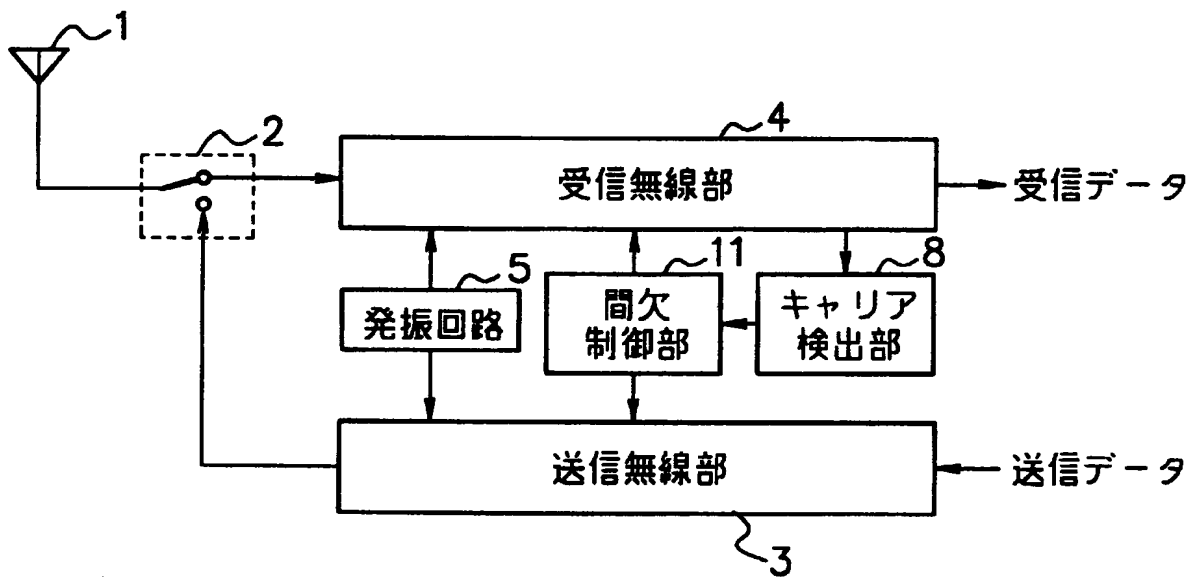 1
2
4
受信無線部
受信データ
5
発振回路
11
間欠
制御部
8
キャリア
検出部
送信無線部
送信データ
3